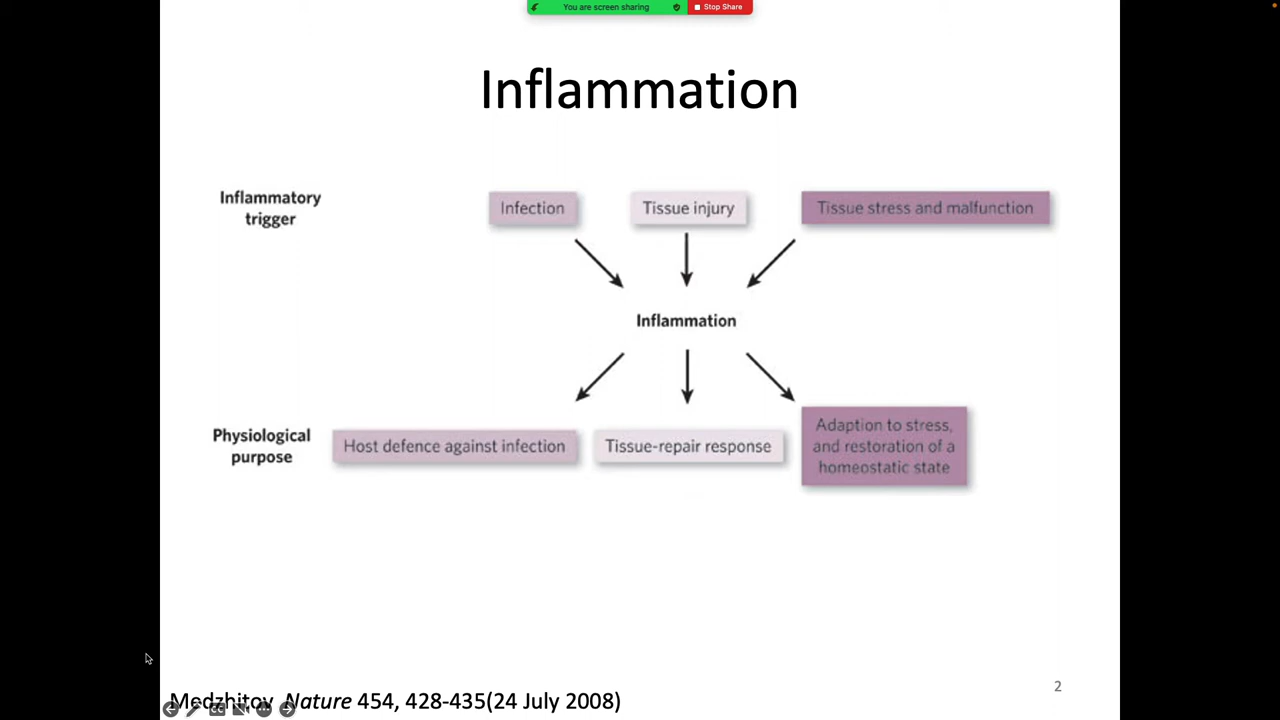 You are screen sharing
Stop Share
Inflammation
Inflammatory
trigger
Infection
Tissue injury
Tissue stress and malfunction
Inflammation
Physiological
purpose
Host defence against infection
Tissue-repair response
Adaption to stress,
and restoration of a
homeostatic state
2
Medzhitov Nature 454, 428-435(24 July 2008)
CC